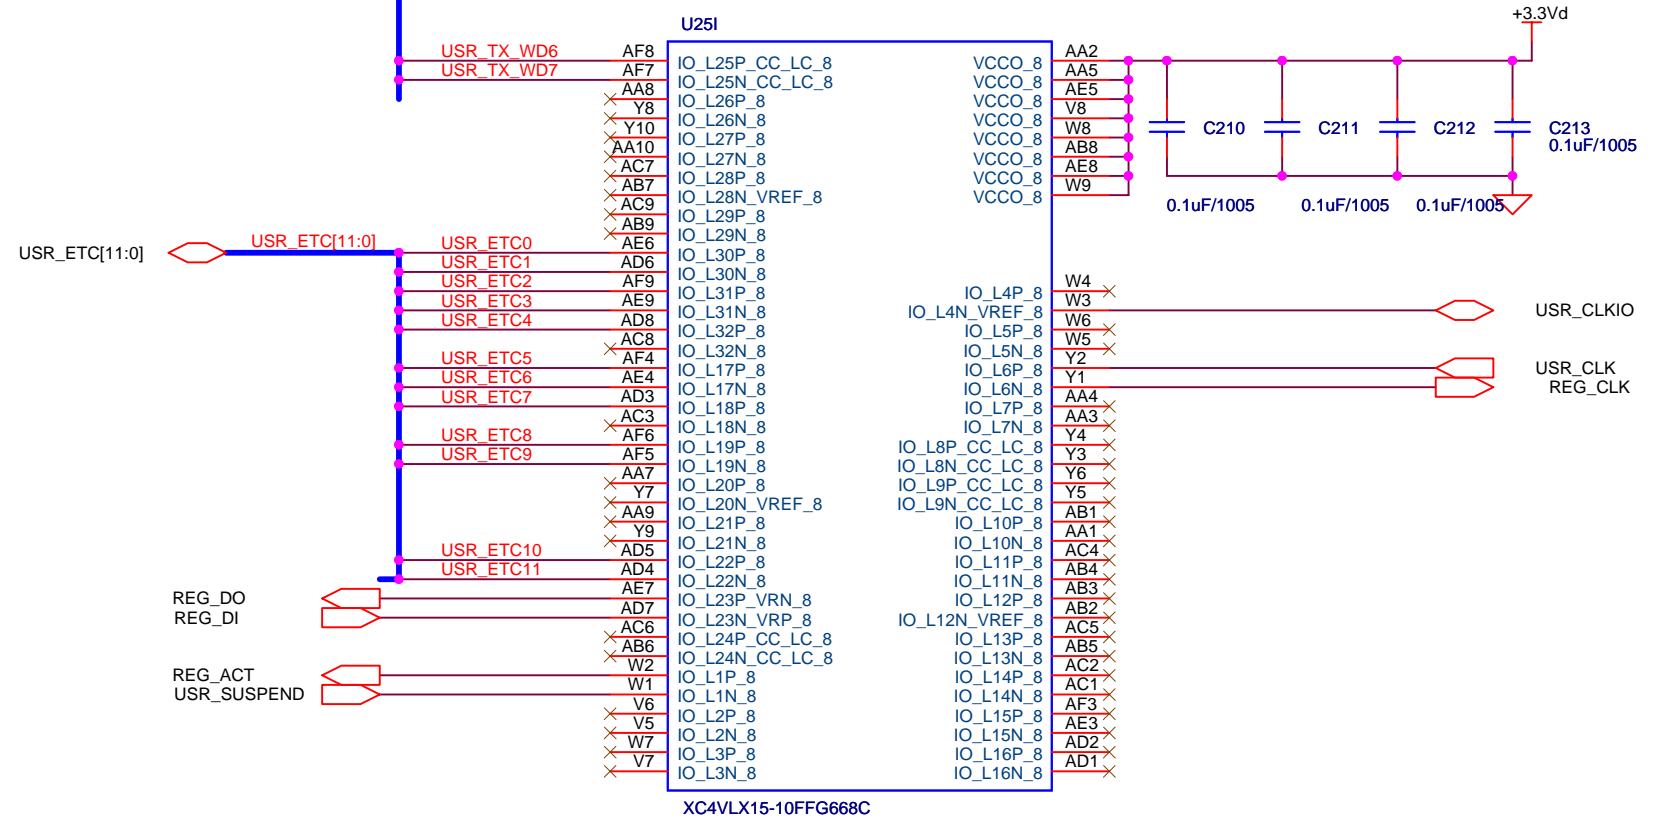 U25I
+3.3Vd
USR_TX_WD6 AF8 IO_L25P_CC_LC_8 VCCO_8 AA2
USR_TX_WD7 AF7 IO_L25N_CC_LC_8 VCCO_8 AA5
AA8 IO_L26P_8 VCCO_8 AE5
Y8 IO_L26N_8 VCCO_8 V8
Y10 IO_L27P_8 VCCO_8 W8
AA10 IO_L27N_8 VCCO_8 AB8
AC7 IO_L28P_8 VCCO_8 AE8
AB7 IO_L28N_VREF_8 VCCO_8 W9
C210 C211 C212 C213
0.1uF/1005
0.1uF/1005 0.1uF/1005 0.1uF/1005
AC9 IO_L29P_8
AB9 IO_L29N_8
USR_ETC[11:0] USR_ETC[11:0] USR_ETC0 AE6 IO_L30P_8
USR_ETC1 AD6 IO_L30N_8
USR_ETC2 AF9 IO_L31P_8 IO_L4P_8 W4
USR_ETC3 AE9 IO_L31N_8 IO_L4N_VREF_8 W3 USR_CLKIO
USR_ETC4 AD8 IO_L32P_8 IO_L5P_8 W6
AC8 IO_L32N_8 IO_L5N_8 W5
USR_ETC5 AF4 IO_L17P_8 IO_L6P_8 Y2 USR_CLK
USR_ETC6 AE4 IO_L17N_8 IO_L6N_8 Y1 REG_CLK
USR_ETC7 AD3 IO_L18P_8 IO_L7P_8 AA4
AC3 IO_L18N_8 IO_L7N_8 AA3
USR_ETC8 AF6 IO_L19P_8 IO_L8P_CC_LC_8 Y4
USR_ETC9 AF5 IO_L19N_8 IO_L8N_CC_LC_8 Y3
AA7 IO_L20P_8 IO_L9P_CC_LC_8 Y6
Y7 IO_L20N_VREF_8 IO_L9N_CC_LC_8 Y5
AA9 IO_L21P_8 IO_L10P_8 AB1
Y9 IO_L21N_8 IO_L10N_8 AA1
USR_ETC10 AD5 IO_L22P_8 IO_L11P_8 AC4
USR_ETC11 AD4 IO_L22N_8 IO_L11N_8 AB4
REG_DO AE7 IO_L23P_VRN_8 IO_L12P_8 AB3
REG_DI AD7 IO_L23N_VRP_8 IO_L12N_VREF_8 AB2
AC6 IO_L24P_CC_LC_8 IO_L13P_8 AC5
AB6 IO_L24N_CC_LC_8 IO_L13N_8 AB5
REG_ACT W2 IO_L1P_8 IO_L14P_8 AC2
USR_SUSPEND W1 IO_L1N_8 IO_L14N_8 AC1
V6 IO_L2P_8 IO_L15P_8 AF3
V5 IO_L2N_8 IO_L15N_8 AE3
W7 IO_L3P_8 IO_L16P_8 AD2
V7 IO_L3N_8 IO_L16N_8 AD1
XC4VLX15-10FFG668C